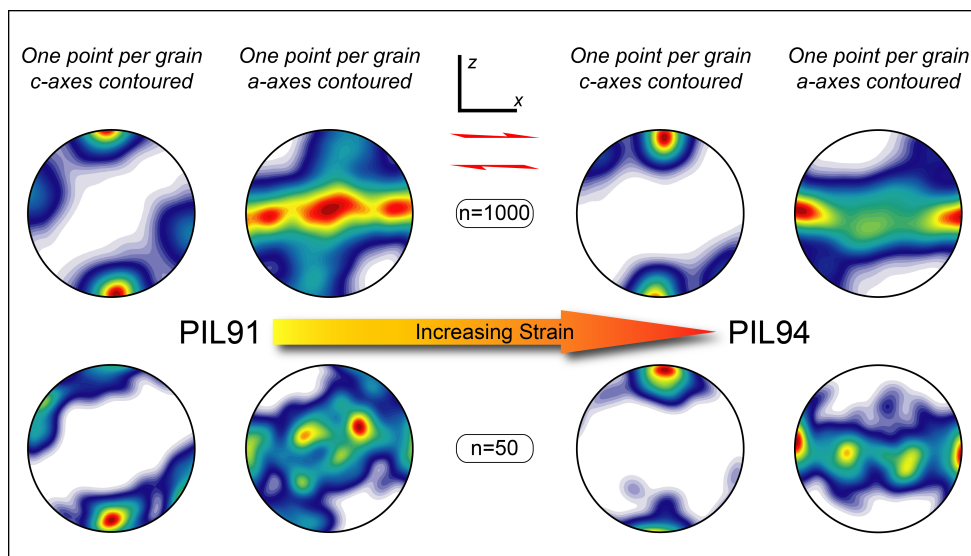 One point per grain
c-axes contoured
One point per grain
a-axes contoured
z
x
One point per grain
c-axes contoured
One point per grain
a-axes contoured
n=1000
PIL91
Increasing Strain
PIL94
n=50